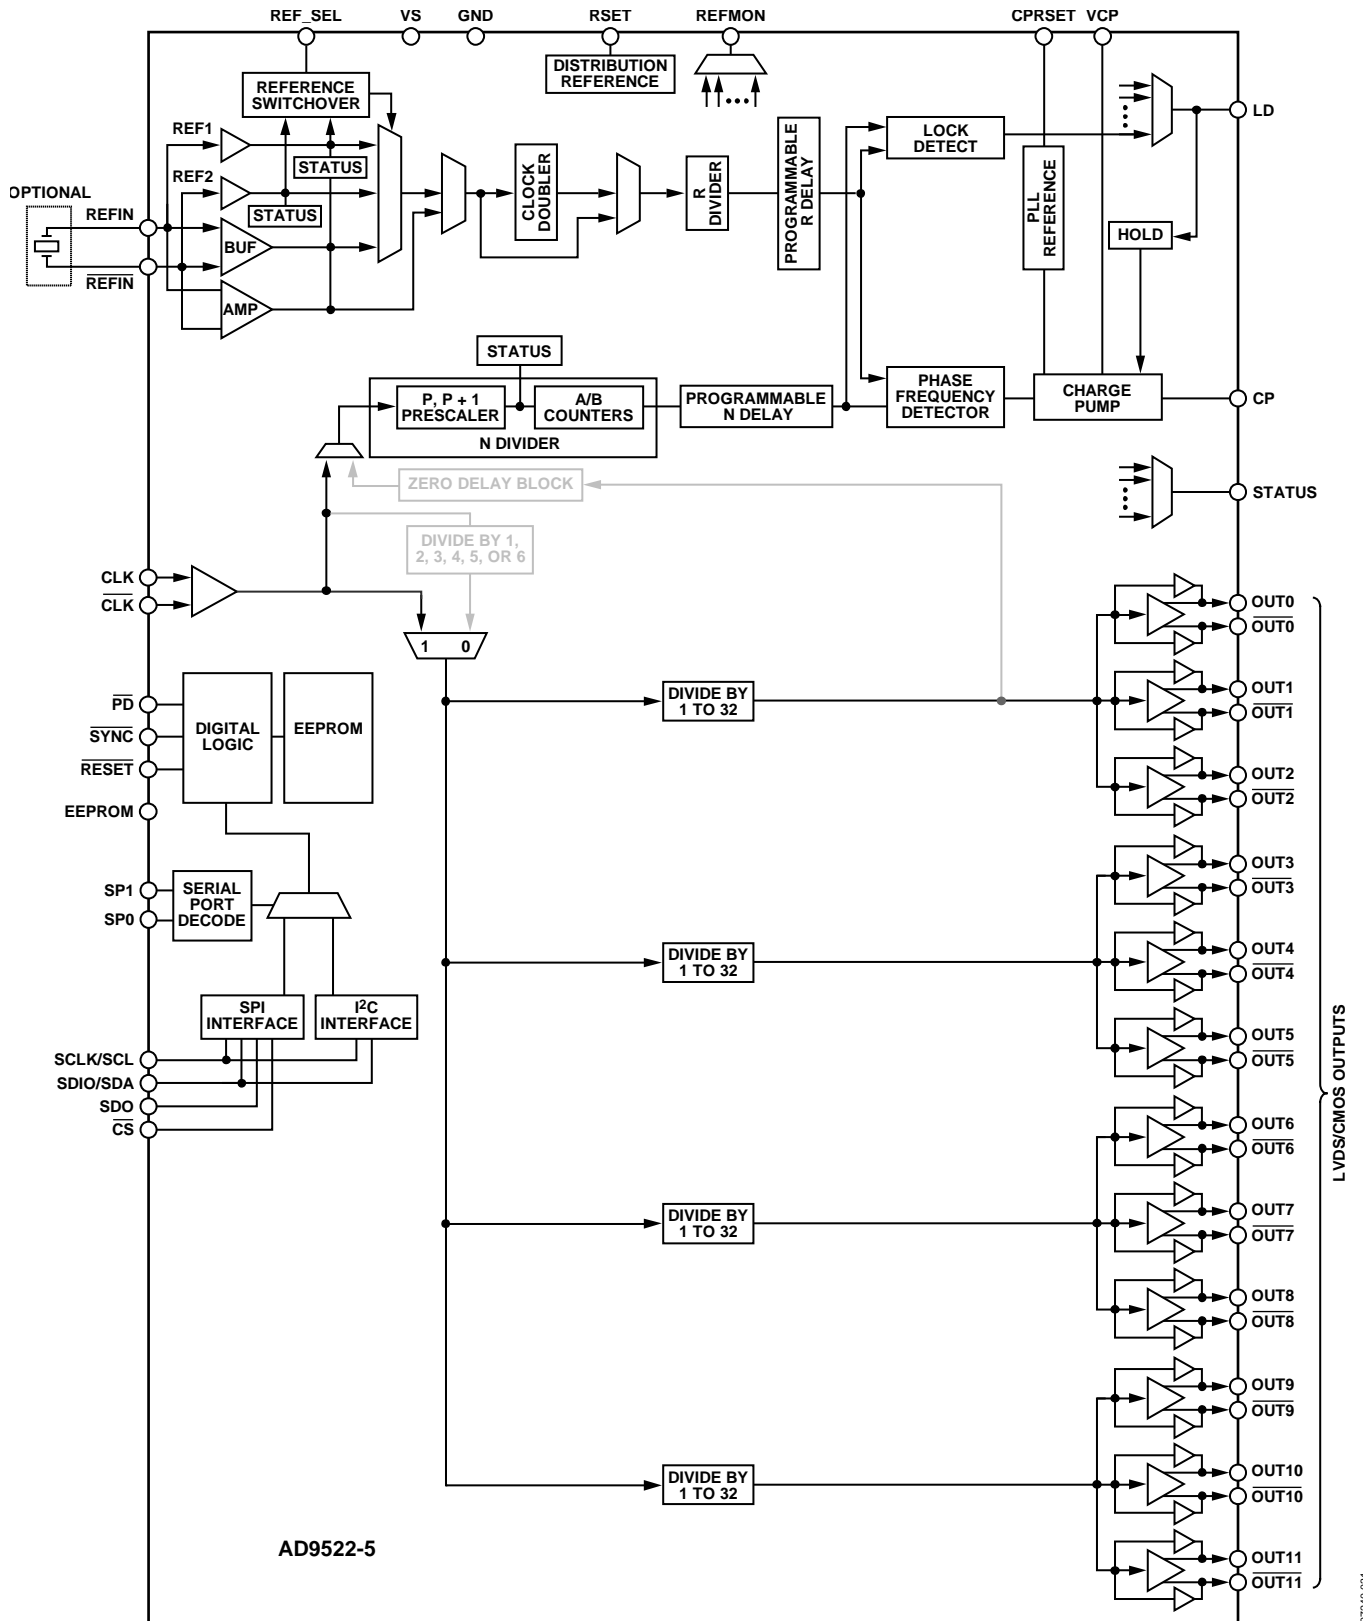 REF_SEL VS GND RSET REFMON CPRSET VCP
DISTRIBUTION
REFERENCE
REFERENCE
SWITCHOVER
REF1
STATUS
REF2
STATUS
OPTIONAL
REFIN
BUF
REFIN
AMP
CLOCK
DOUBLER
R
DIVIDER
PROGRAMMABLE
R DELAY
LOCK
DETECT
LD
PLL
REFERENCE
HOLD
STATUS
P, P + 1
PRESCALER
A/B
COUNTERS
N DIVIDER
PROGRAMMABLE
N DELAY
PHASE
FREQUENCY
DETECTOR
CHARGE
PUMP
CP
ZERO DELAY BLOCK
STATUS
DIVIDE BY 1,
2, 3, 4, 5, OR 6
CLK
CLK
1 0
OUT0
OUT0
DIVIDE BY
1 TO 32
OUT1
OUT1
OUT2
OUT2
PD
SYNC
RESET
DIGITAL
LOGIC
EEPROM
EEPROM
SP1
SP0
SERIAL
PORT
DECODE
OUT3
OUT3
DIVIDE BY
1 TO 32
OUT4
OUT4
OUT5
OUT5
SPI
INTERFACE
I²C
INTERFACE
SCLK/SCL
SDIO/SDA
SDO
CS
LVDS/CMOS OUTPUTS
OUT6
OUT6
DIVIDE BY
1 TO 32
OUT7
OUT7
OUT8
OUT8
OUT9
OUT9
DIVIDE BY
1 TO 32
OUT10
OUT10
OUT11
OUT11
AD9522-5